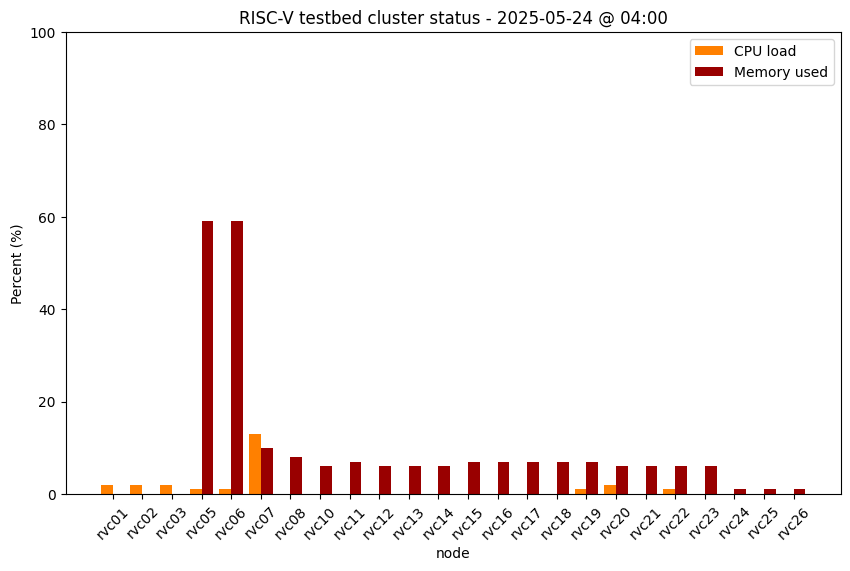 RISC-V testbed cluster status - 2025-05-24 @ 04:00
CPU load
Memory used
Percent (%)
100
80
60
40
20
0
rvc01 rvc02 rvc03 rvc05 rvc06 rvc07 rvc08 rvc10 rvc11 rvc12 rvc13 rvc14 rvc15 rvc16 rvc17 rvc18 rvc19 rvc20 rvc21 rvc22 rvc23 rvc24 rvc25 rvc26
node